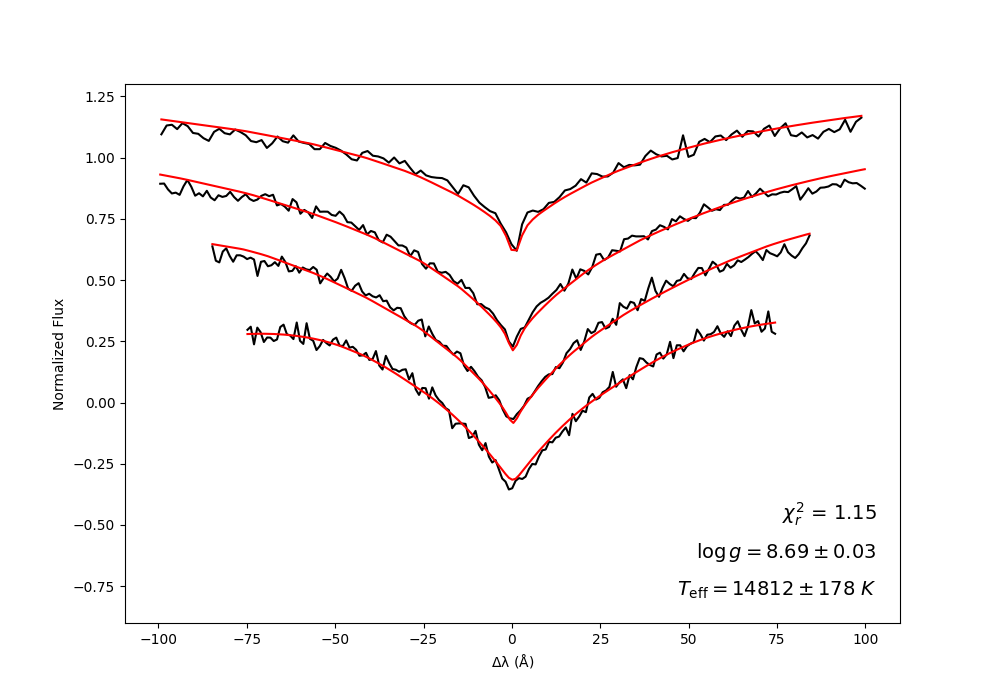 1.25
1.00
0.75
0.50
0.25
0.00
−0.25
−0.50
−0.75
Normalized Flux
χ²ᵣ = 1.15
log g = 8.69 ± 0.03
T_eff = 14812 ± 178 K
−100 −75 −50 −25 0 25 50 75 100
Δλ (Å)